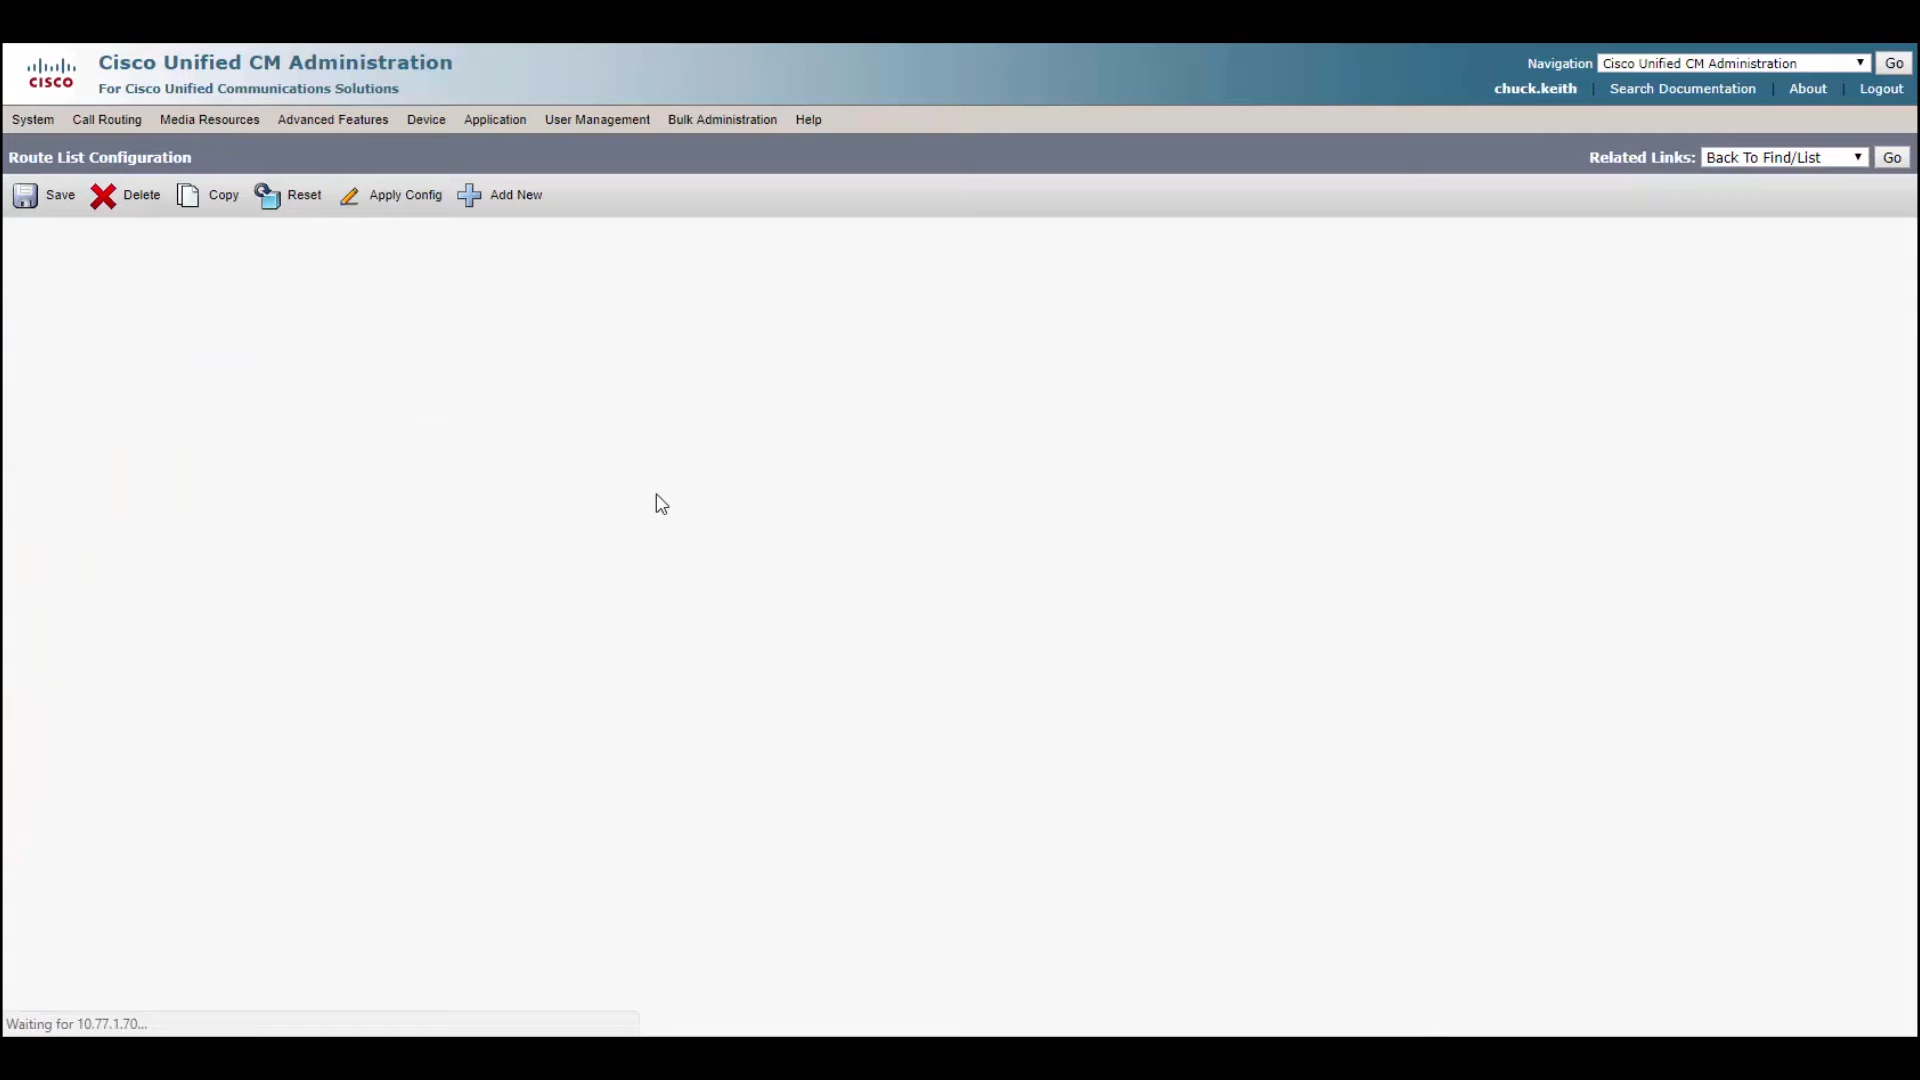 Cisco Unified CM Administration
For Cisco Unified Communications Solutions
CISCO
Navigation Cisco Unified CM Administration Go
chuck.keith | Search Documentation | About | Logout
System Call Routing Media Resources Advanced Features Device Application User Management Bulk Administration Help
Route List Configuration
Related Links: Back To Find/List Go
Save Delete Copy Reset Apply Config Add New
Waiting for 10.77.1.70...